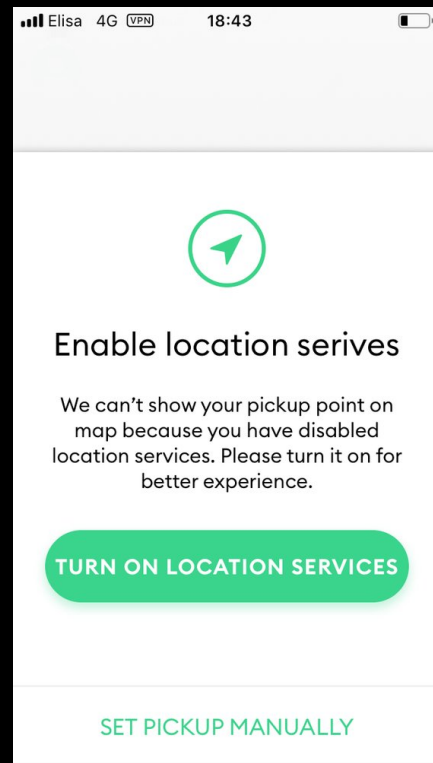 Elisa 4G VPN 18:43
Enable location serives
We can’t show your pickup point on
map because you have disabled
location services. Please turn it on for
better experience.
TURN ON LOCATION SERVICES
SET PICKUP MANUALLY